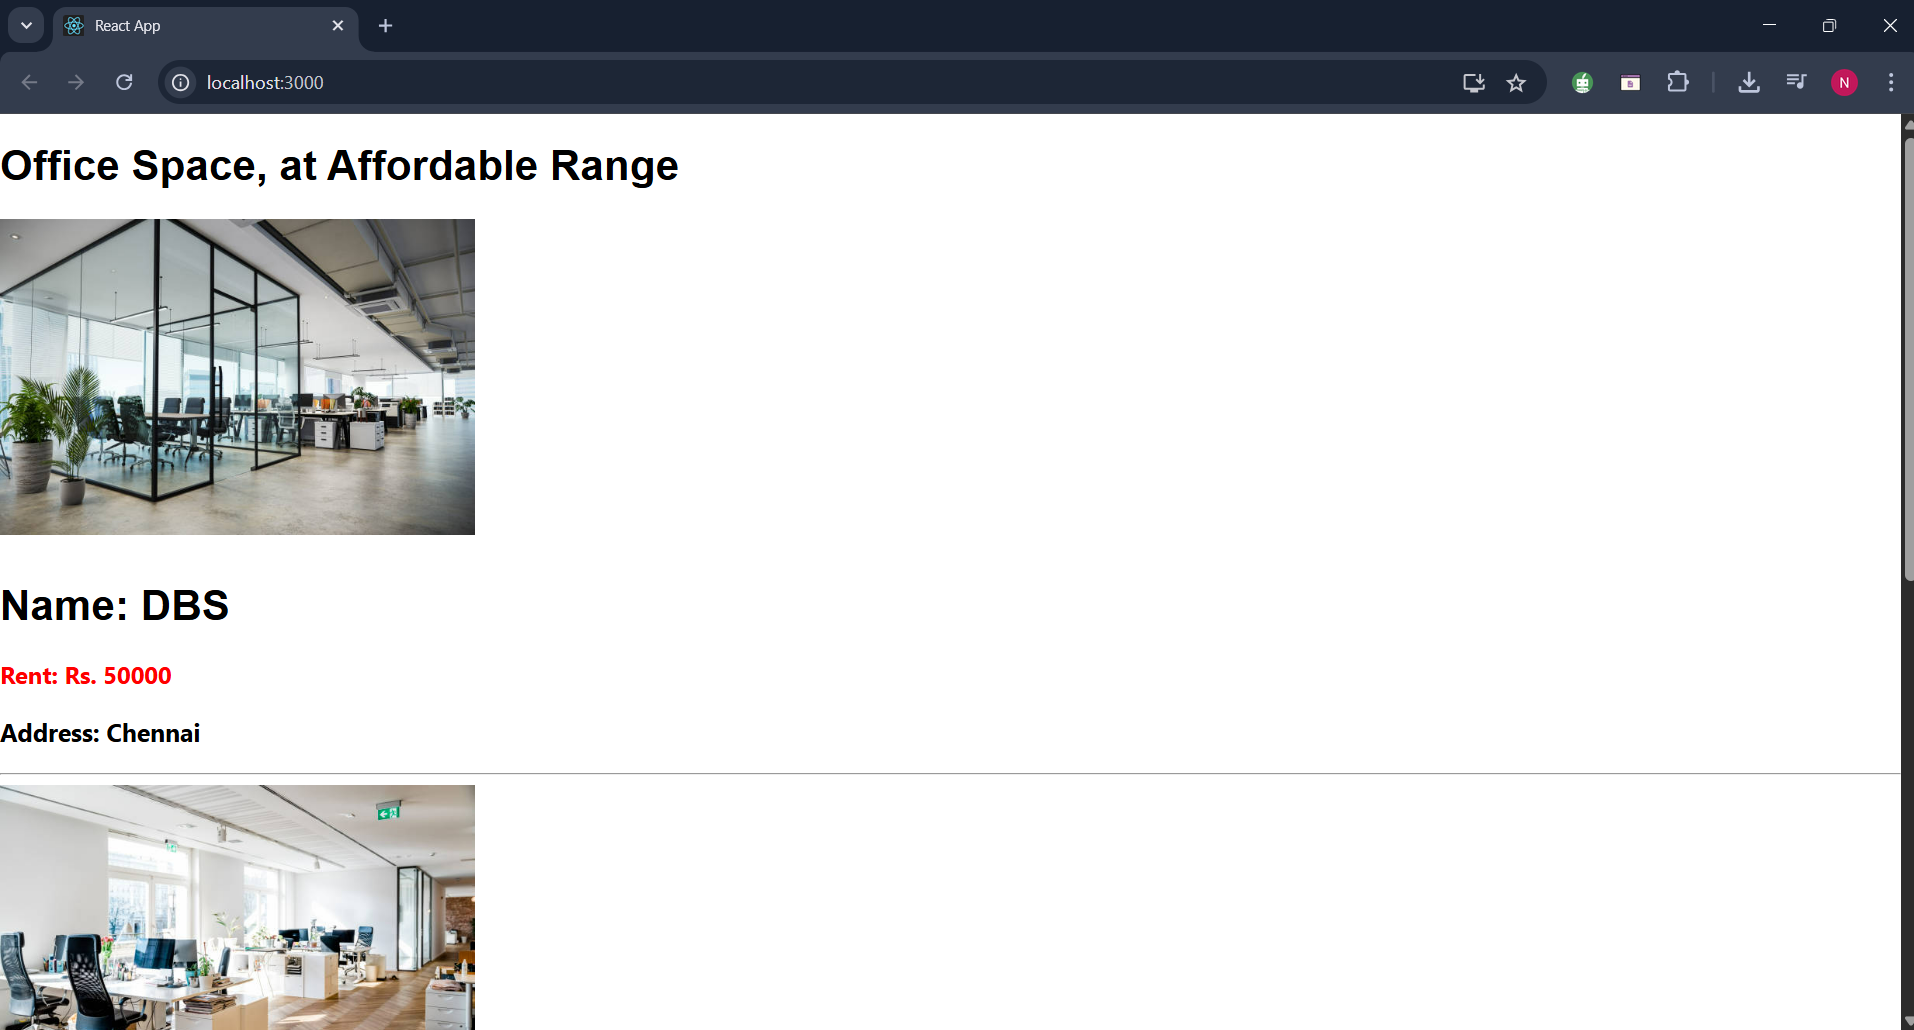 React App
localhost:3000
N
Office Space, at Affordable Range
Name: DBS
Rent: Rs. 50000
Address: Chennai